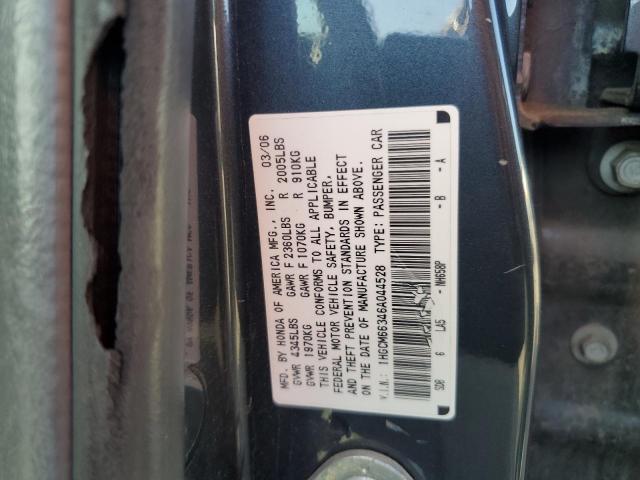 MFD. BY HONDA OF AMERICA MFG., INC. 03/06
GVWR 4345LBS GAWR F 2360LBS R 2005LBS
GVWR 1970KG GAWR F 1070KG R 910KG
THIS VEHICLE CONFORMS TO ALL APPLICABLE
FEDERAL MOTOR VEHICLE SAFETY, BUMPER,
AND THEFT PREVENTION STANDARDS IN EFFECT
ON THE DATE OF MANUFACTURE SHOWN ABOVE.
V.I.N.: 1HGCM66346A044528 TYPE: PASSENGER CAR
SDB 6 LA5 - NH658P - B - A